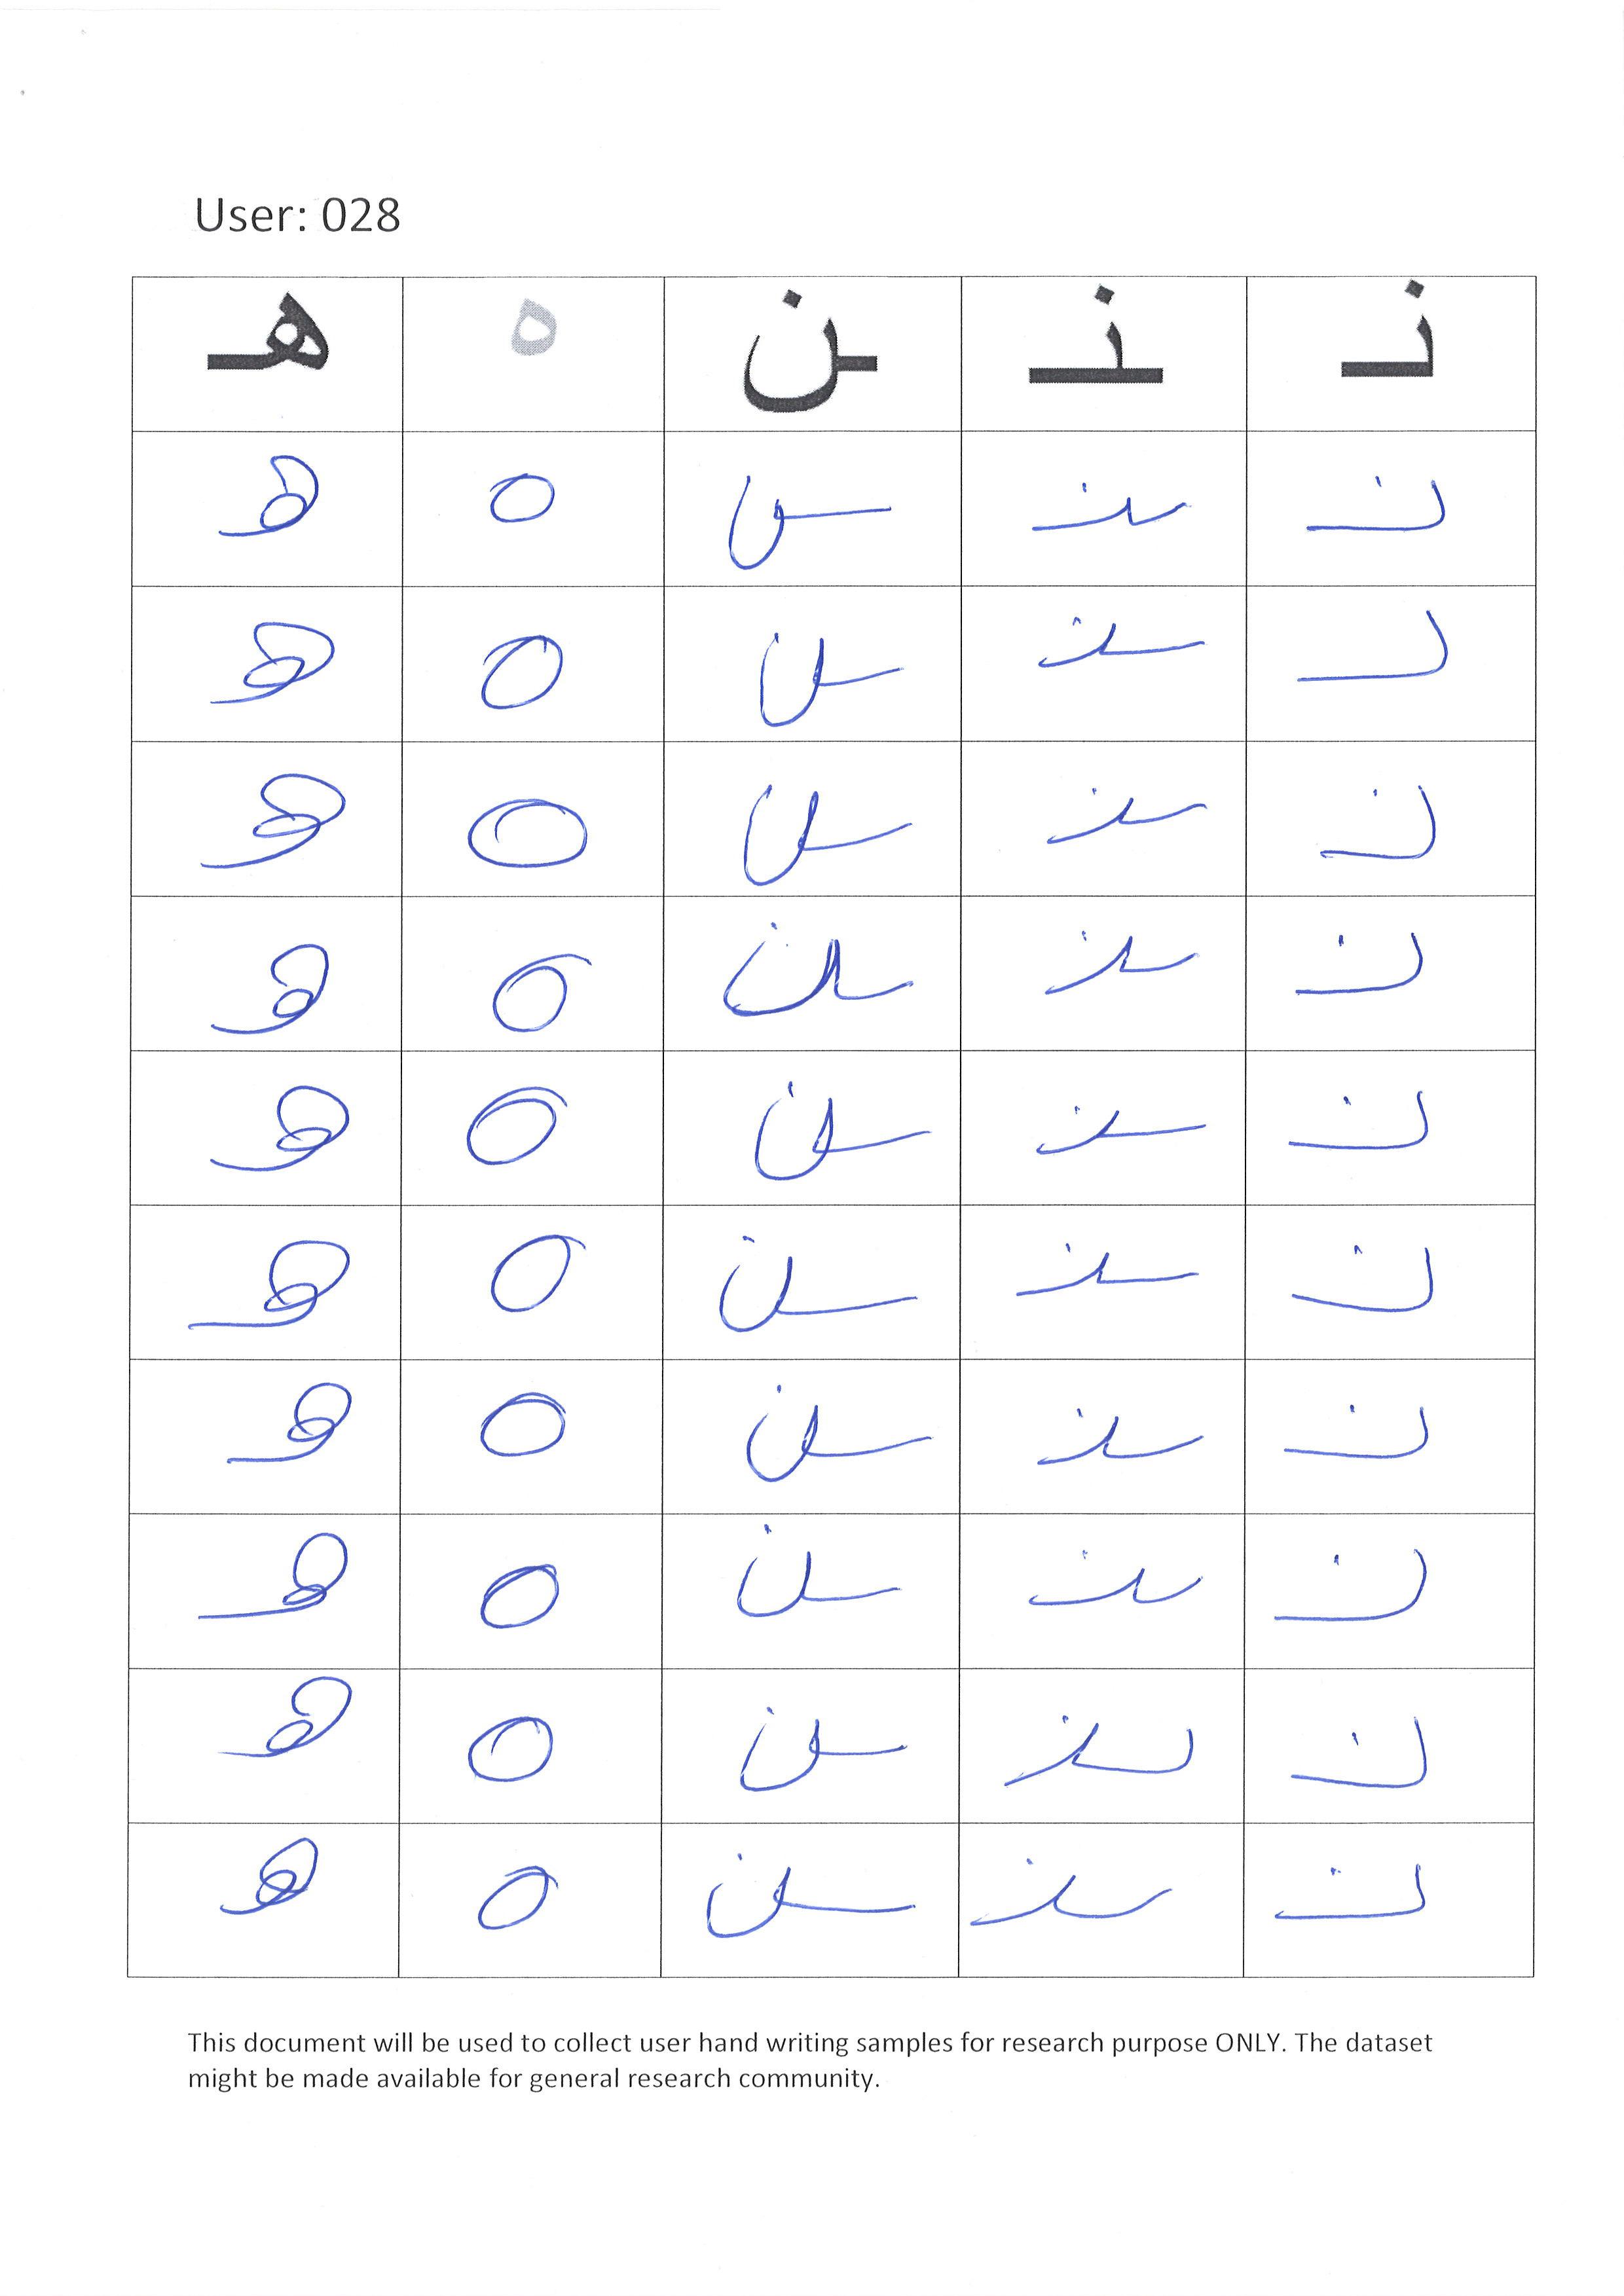 User: 028
نـ ـنـ ـن ه هـ
نـ ـنـ ـں ه هـ
لـ ـنـ ـن ه هـ
نـ ـنـ ـں ه هـ
نـ ـنـ ـن ه هـ
نـ ـنـ ـن ه هـ
نـ ـنـ ـن ه هـ
نـ ـنـ ـن ه هـ
نـ ـنـ ـن ه هـ
نـ ـنـ ـن ه هـ
نـ ـنـ ـن ه هـ
This document will be used to collect user hand writing samples for research purpose ONLY. The dataset
might be made available for general research community.